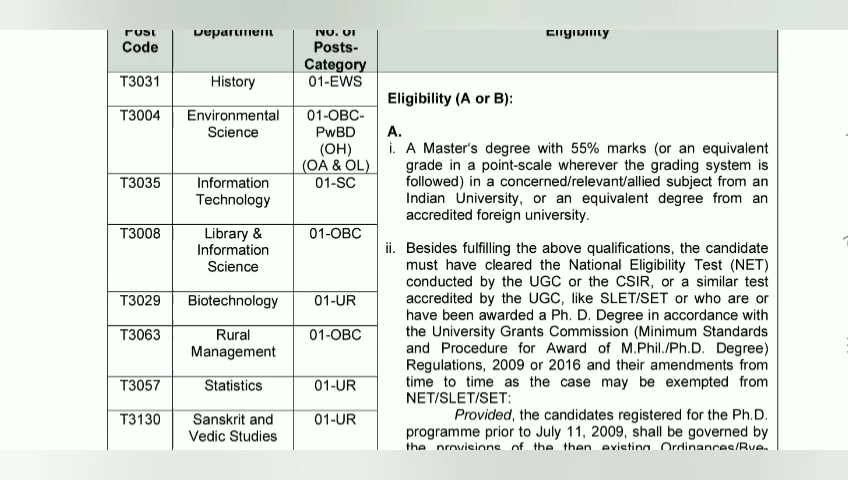 Post Code
Department
No. of Posts-Category
Eligibility
T3031 History 01-EWS
T3004 Environmental Science 01-OBC-PwBD (OH) (OA & OL)
T3035 Information Technology 01-SC
T3008 Library & Information Science 01-OBC
T3029 Biotechnology 01-UR
T3063 Rural Management 01-OBC
T3057 Statistics 01-UR
T3130 Sanskrit and Vedic Studies 01-UR
Eligibility (A or B):
A.
i. A Master's degree with 55% marks (or an equivalent
grade in a point-scale wherever the grading system is
followed) in a concerned/relevant/allied subject from an
Indian University, or an equivalent degree from an
accredited foreign university.
ii. Besides fulfilling the above qualifications, the candidate
must have cleared the National Eligibility Test (NET)
conducted by the UGC or the CSIR, or a similar test
accredited by the UGC, like SLET/SET or who are or
have been awarded a Ph. D. Degree in accordance with
the University Grants Commission (Minimum Standards
and Procedure for Award of M.Phil./Ph.D. Degree)
Regulations, 2009 or 2016 and their amendments from
time to time as the case may be exempted from
NET/SLET/SET:
Provided, the candidates registered for the Ph.D.
programme prior to July 11, 2009, shall be governed by
the provisions of the then existing Ordinances/Bye-